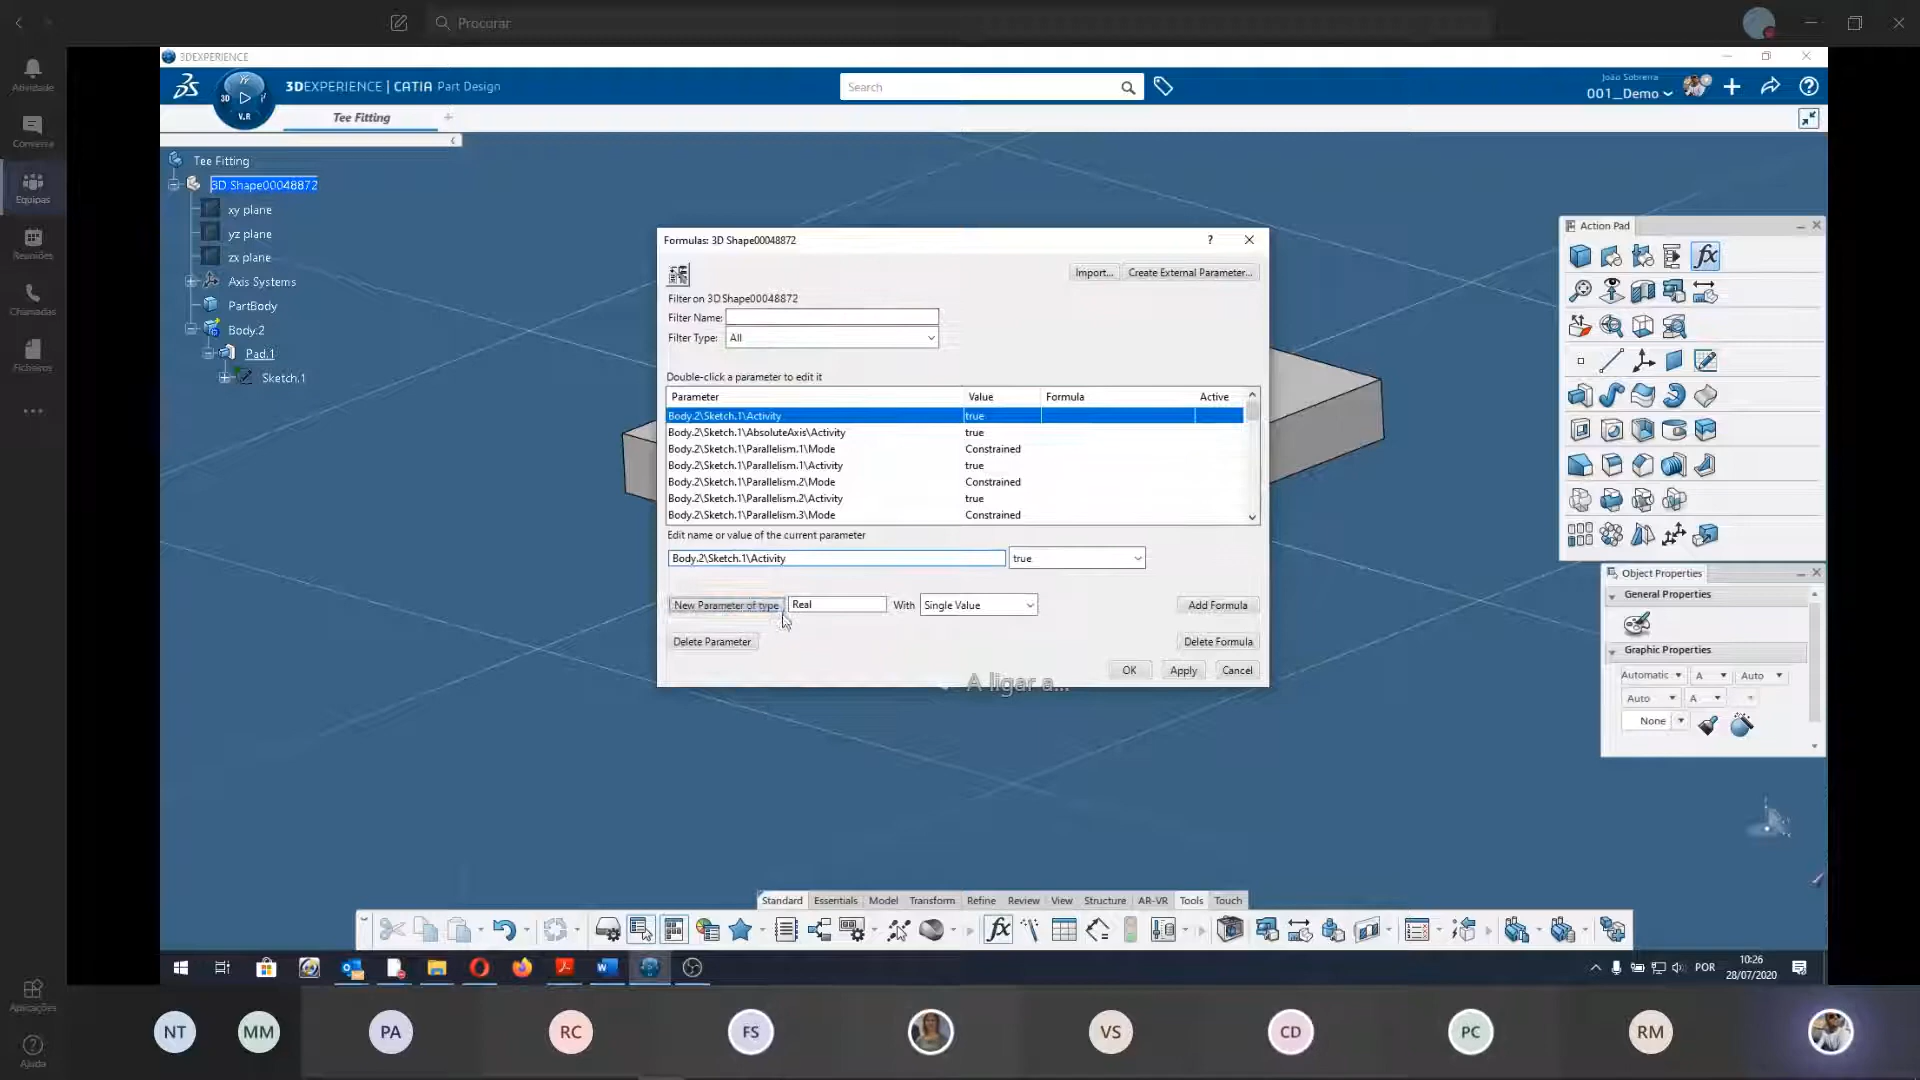 Procurar
Atividade
Conversa
Equipas
Reuniões
Chamadas
Ficheiros
Aplicações
Ajuda
3DEXPERIENCE
3DEXPERIENCE | CATIA Part Design
3D
V.R
Search
João Sobreira
001_Demo
Tee Fitting
Tee Fitting
3D Shape00048872
xy plane
yz plane
zx plane
Axis Systems
PartBody
Body.2
Pad.1
Sketch.1
Formulas: 3D Shape00048872
?
Import...
Create External Parameter...
Filter on 3D Shape00048872
Filter Name:
Filter Type: All
Double-click a parameter to edit it
Parameter Value Formula Active
Body.2\Sketch.1\Activity true
Body.2\Sketch.1\AbsoluteAxis\Activity true
Body.2\Sketch.1\Parallelism.1\Mode Constrained
Body.2\Sketch.1\Parallelism.1\Activity true
Body.2\Sketch.1\Parallelism.2\Mode Constrained
Body.2\Sketch.1\Parallelism.2\Activity true
Body.2\Sketch.1\Parallelism.3\Mode Constrained
Edit name or value of the current parameter
Body.2\Sketch.1\Activity true
New Parameter of type Real With Single Value Add Formula
Delete Parameter Delete Formula
OK Apply Cancel
A ligar a...
Action Pad
fx
Object Properties
General Properties
Graphic Properties
Automatic A Auto
Auto A
None
Standard Essentials Model Transform Refine Review View Structure AR-VR Tools Touch
fx
POR
10:26
28/07/2020
NT MM PA RC FS VS CD PC RM